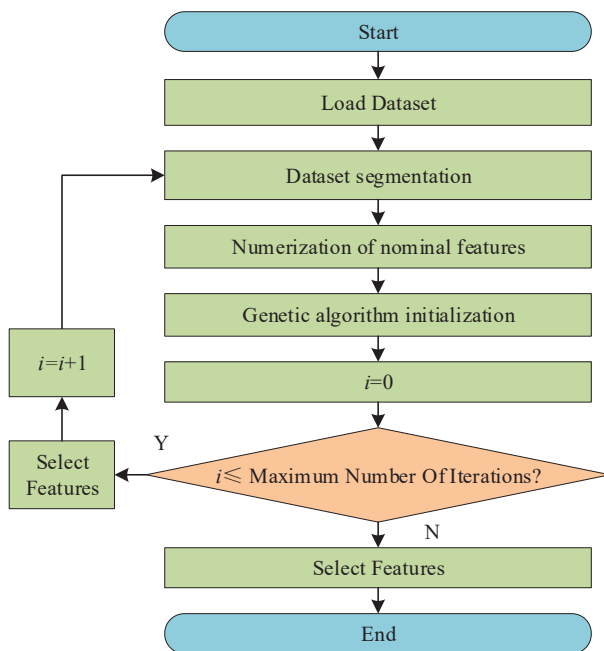 Start
Load Dataset
Dataset segmentation
Numerization of nominal features
Genetic algorithm initialization
i=i+1
i=0
Y
Select
Features
i≤ Maximum Number Of Iterations?
N
Select Features
End